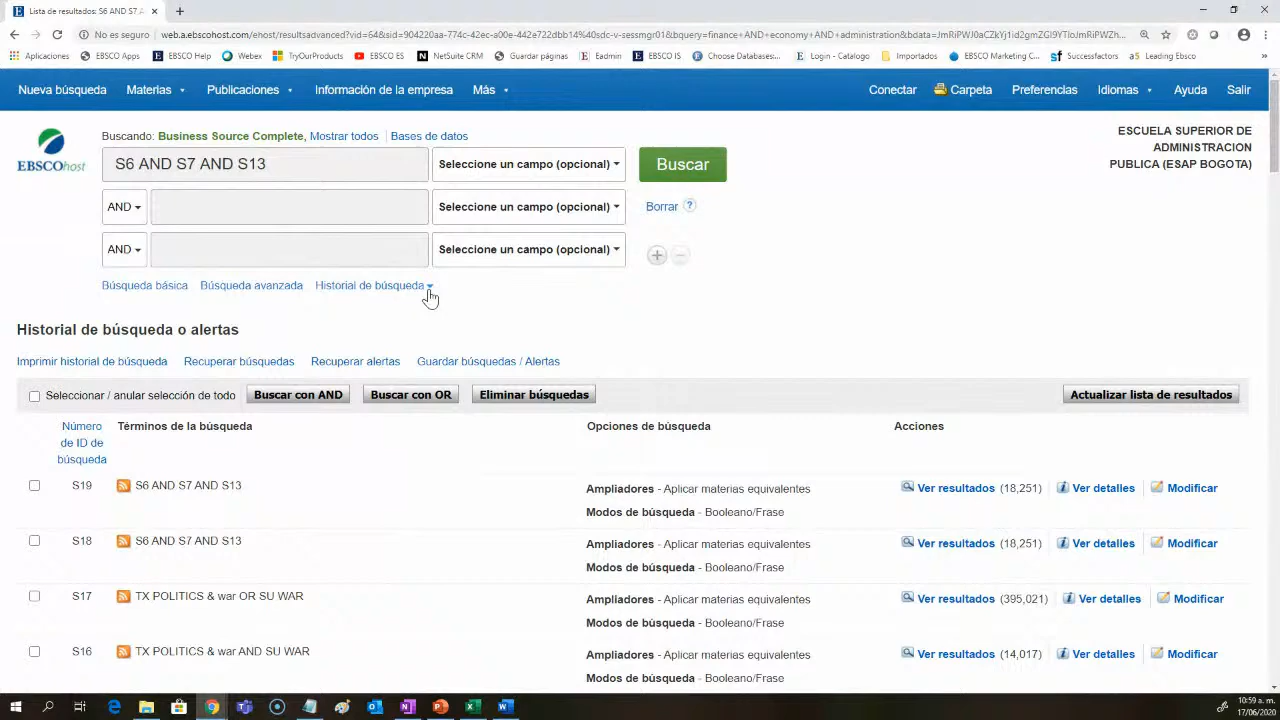 Lista de resultados: S6 AND S7 A
No es seguro | web.a.ebscohost.com/ehost/resultsadvanced?vid=64&sid=904220aa-774c-42ec-a00e-442e722dbb14%40sdc-v-sessmgr01&bquery=finance+AND+economy+AND+administration&bdata=JmRiPWJ0aCZkYj1id2gmZGI9YTloJmRiPWZh...
Aplicaciones EBSCO Apps EBSCO Help Webex TryOurProducts EBSCO ES NetSuite CRM Guardar páginas Eadmin EBSCO IS Choose Databases... Login - Catalogo Importados EBSCO Marketing C... Successfactors a5 Leading Ebsco
Nueva búsqueda Materias Publicaciones Información de la empresa Más Conectar Carpeta Preferencias Idiomas Ayuda Salir
EBSCOhost
Buscando: Business Source Complete, Mostrar todos | Bases de datos
S6 AND S7 AND S13 Seleccione un campo (opcional) Buscar
AND Seleccione un campo (opcional) Borrar ?
AND Seleccione un campo (opcional)
Búsqueda básica Búsqueda avanzada Historial de búsqueda
ESCUELA SUPERIOR DE
ADMINISTRACION
PUBLICA (ESAP BOGOTA)
Historial de búsqueda o alertas
Imprimir historial de búsqueda Recuperar búsquedas Recuperar alertas Guardar búsquedas / Alertas
Seleccionar / anular selección de todo Buscar con AND Buscar con OR Eliminar búsquedas Actualizar lista de resultados
Número
de ID de
búsqueda
Términos de la búsqueda Opciones de búsqueda Acciones
S19 S6 AND S7 AND S13 Ampliadores - Aplicar materias equivalentes Ver resultados (18,251) Ver detalles Modificar
Modos de búsqueda - Booleano/Frase
S18 S6 AND S7 AND S13 Ampliadores - Aplicar materias equivalentes Ver resultados (18,251) Ver detalles Modificar
Modos de búsqueda - Booleano/Frase
S17 TX POLITICS & war OR SU WAR Ampliadores - Aplicar materias equivalentes Ver resultados (395,021) Ver detalles Modificar
Modos de búsqueda - Booleano/Frase
S16 TX POLITICS & war AND SU WAR Ampliadores - Aplicar materias equivalentes Ver resultados (14,017) Ver detalles Modificar
Modos de búsqueda - Booleano/Frase
10:59 a. m.
17/06/2020